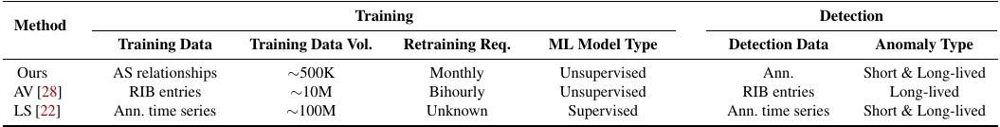 Method Training Detection
Training Data Training Data Vol. Retraining Req. ML Model Type Detection Data Anomaly Type
Ours AS relationships ∼500K Monthly Unsupervised Ann. Short & Long-lived
AV [28] RIB entries ∼10M Bihourly Unsupervised RIB entries Long-lived
LS [22] Ann. time series ∼100M Unknown Supervised Ann. time series Short & Long-lived